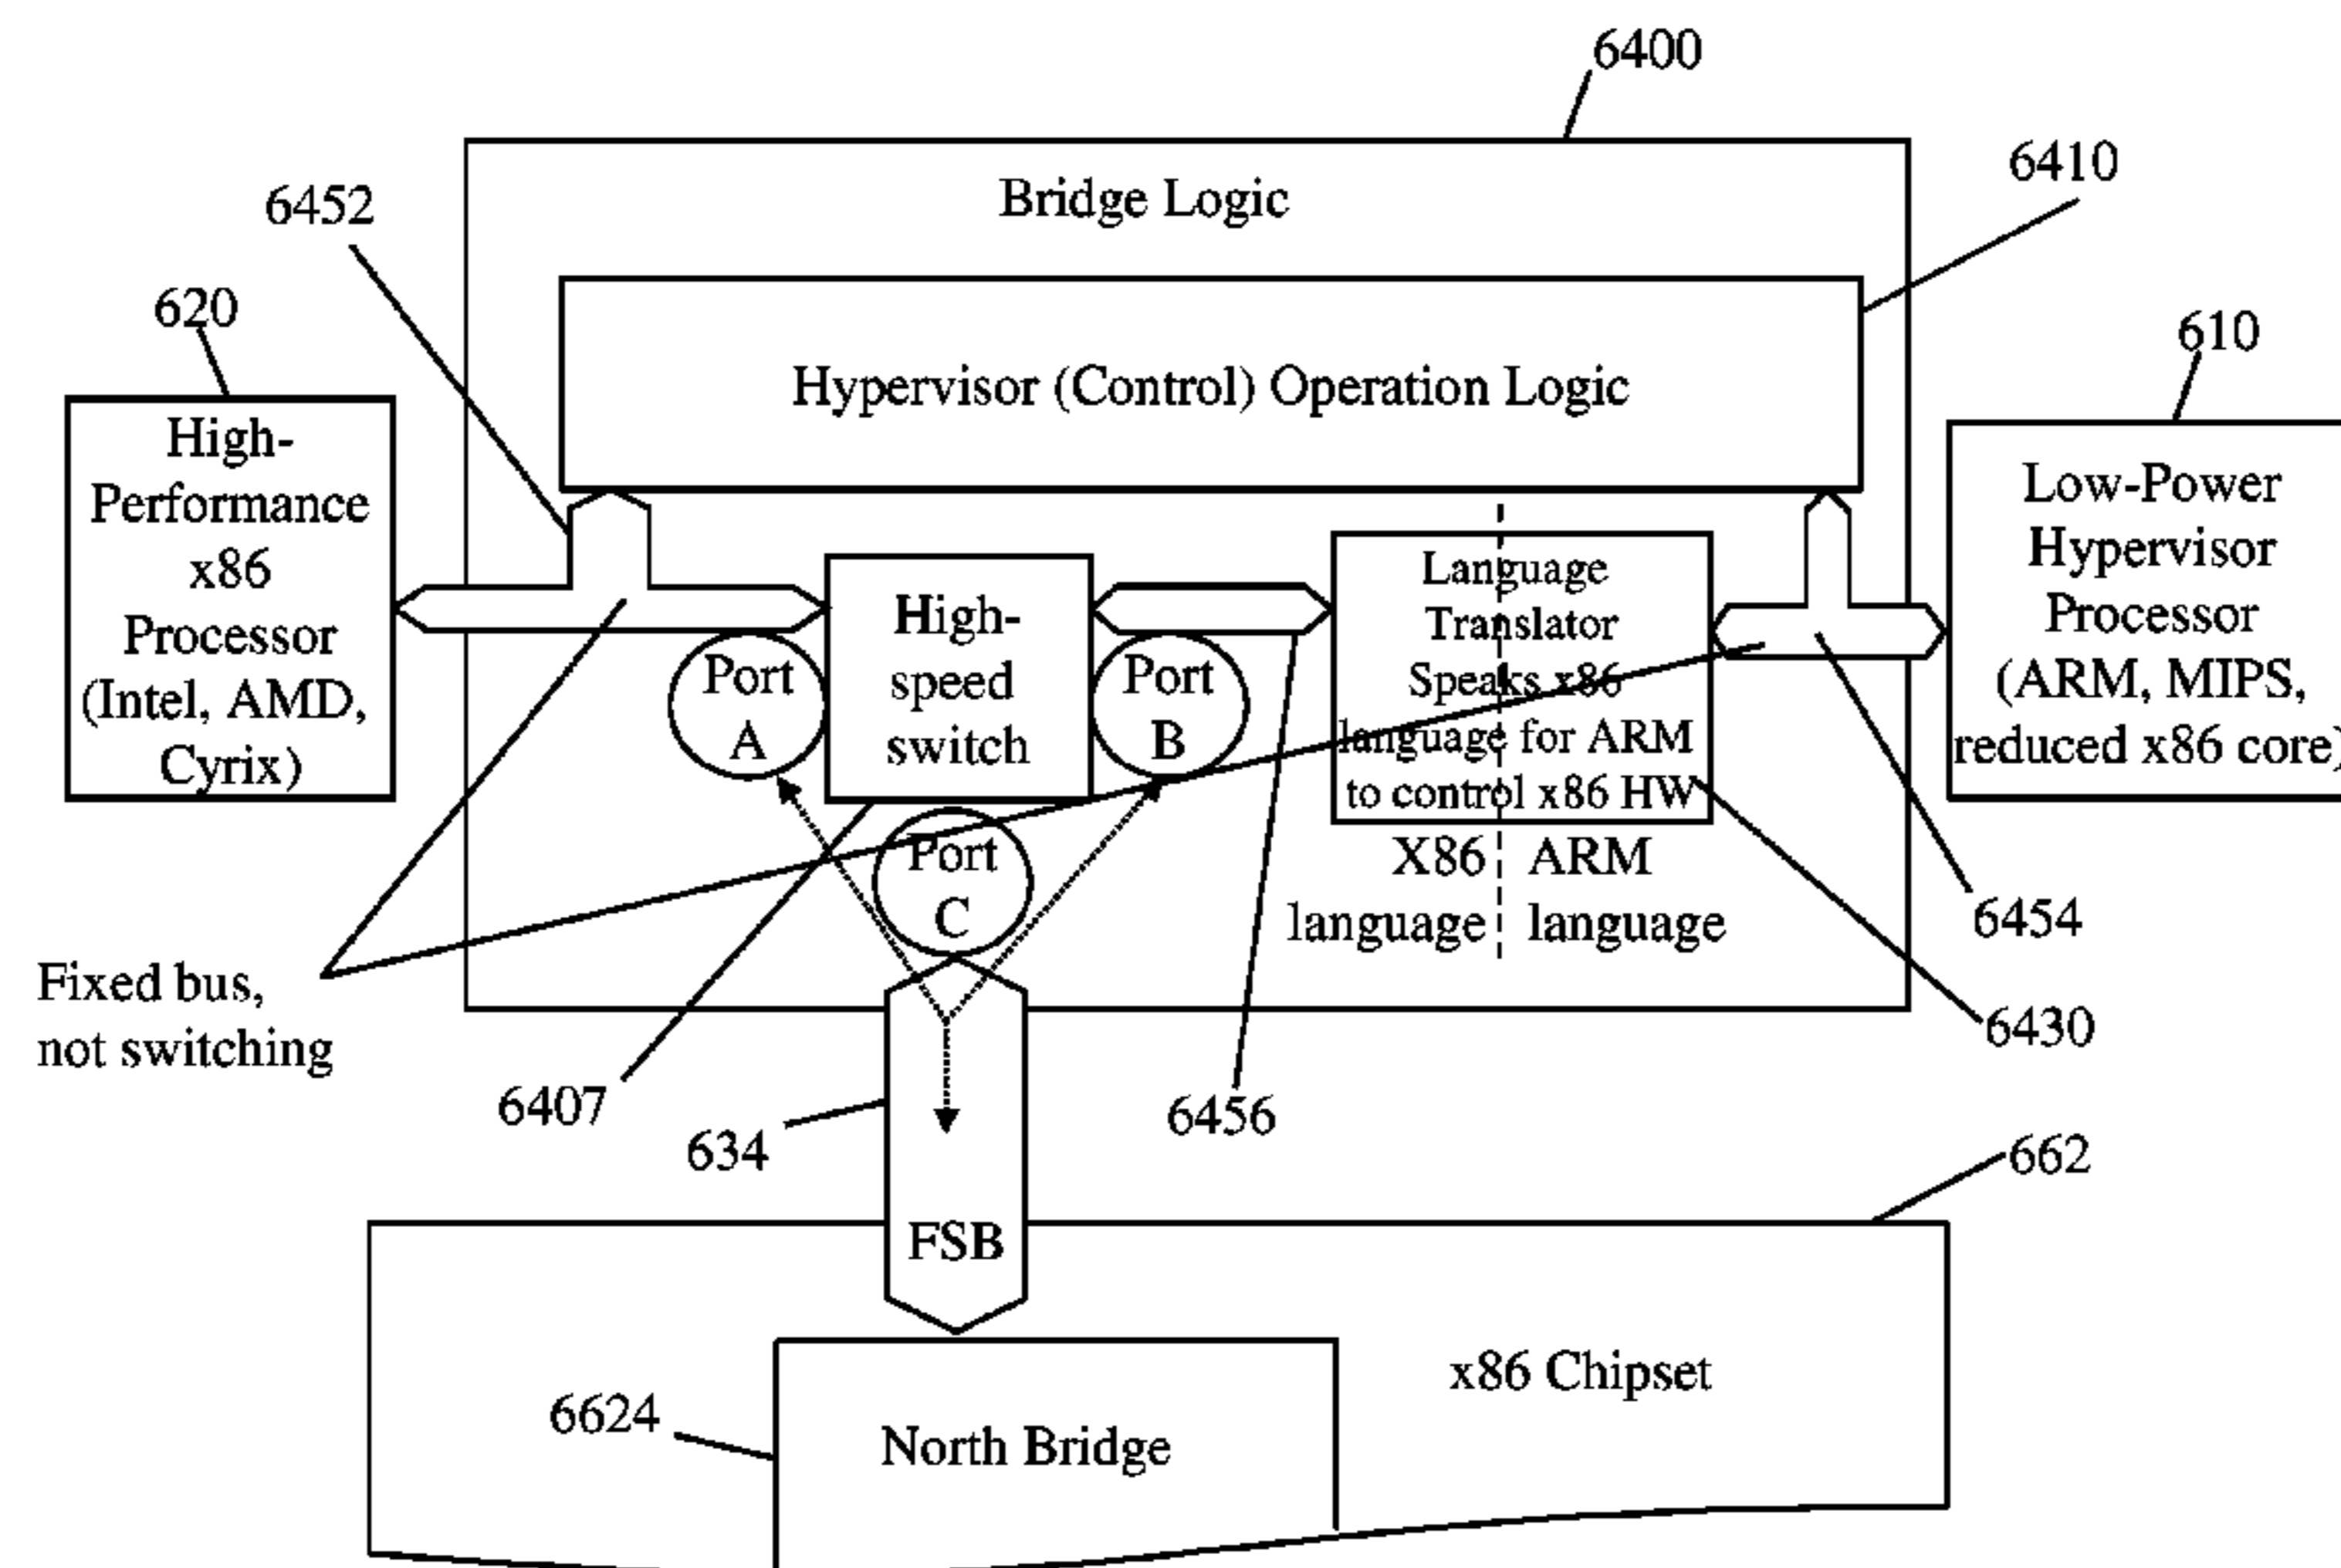 6400
6410
6452
Bridge Logic
620
610
Hypervisor (Control) Operation Logic
High-
Performance
x86
Processor
(Intel, AMD,
Cyrix)
Low-Power
Hypervisor
Processor
(ARM, MIPS,
reduced x86 core)
High-
speed
switch
Port
A
Port
B
Port
C
Language
Translator
Speaks x86
language for ARM
to control x86 HW
X86
language
ARM
language
6454
Fixed bus,
not switching
6430
6407
6456
634
662
FSB
x86 Chipset
6624
North Bridge